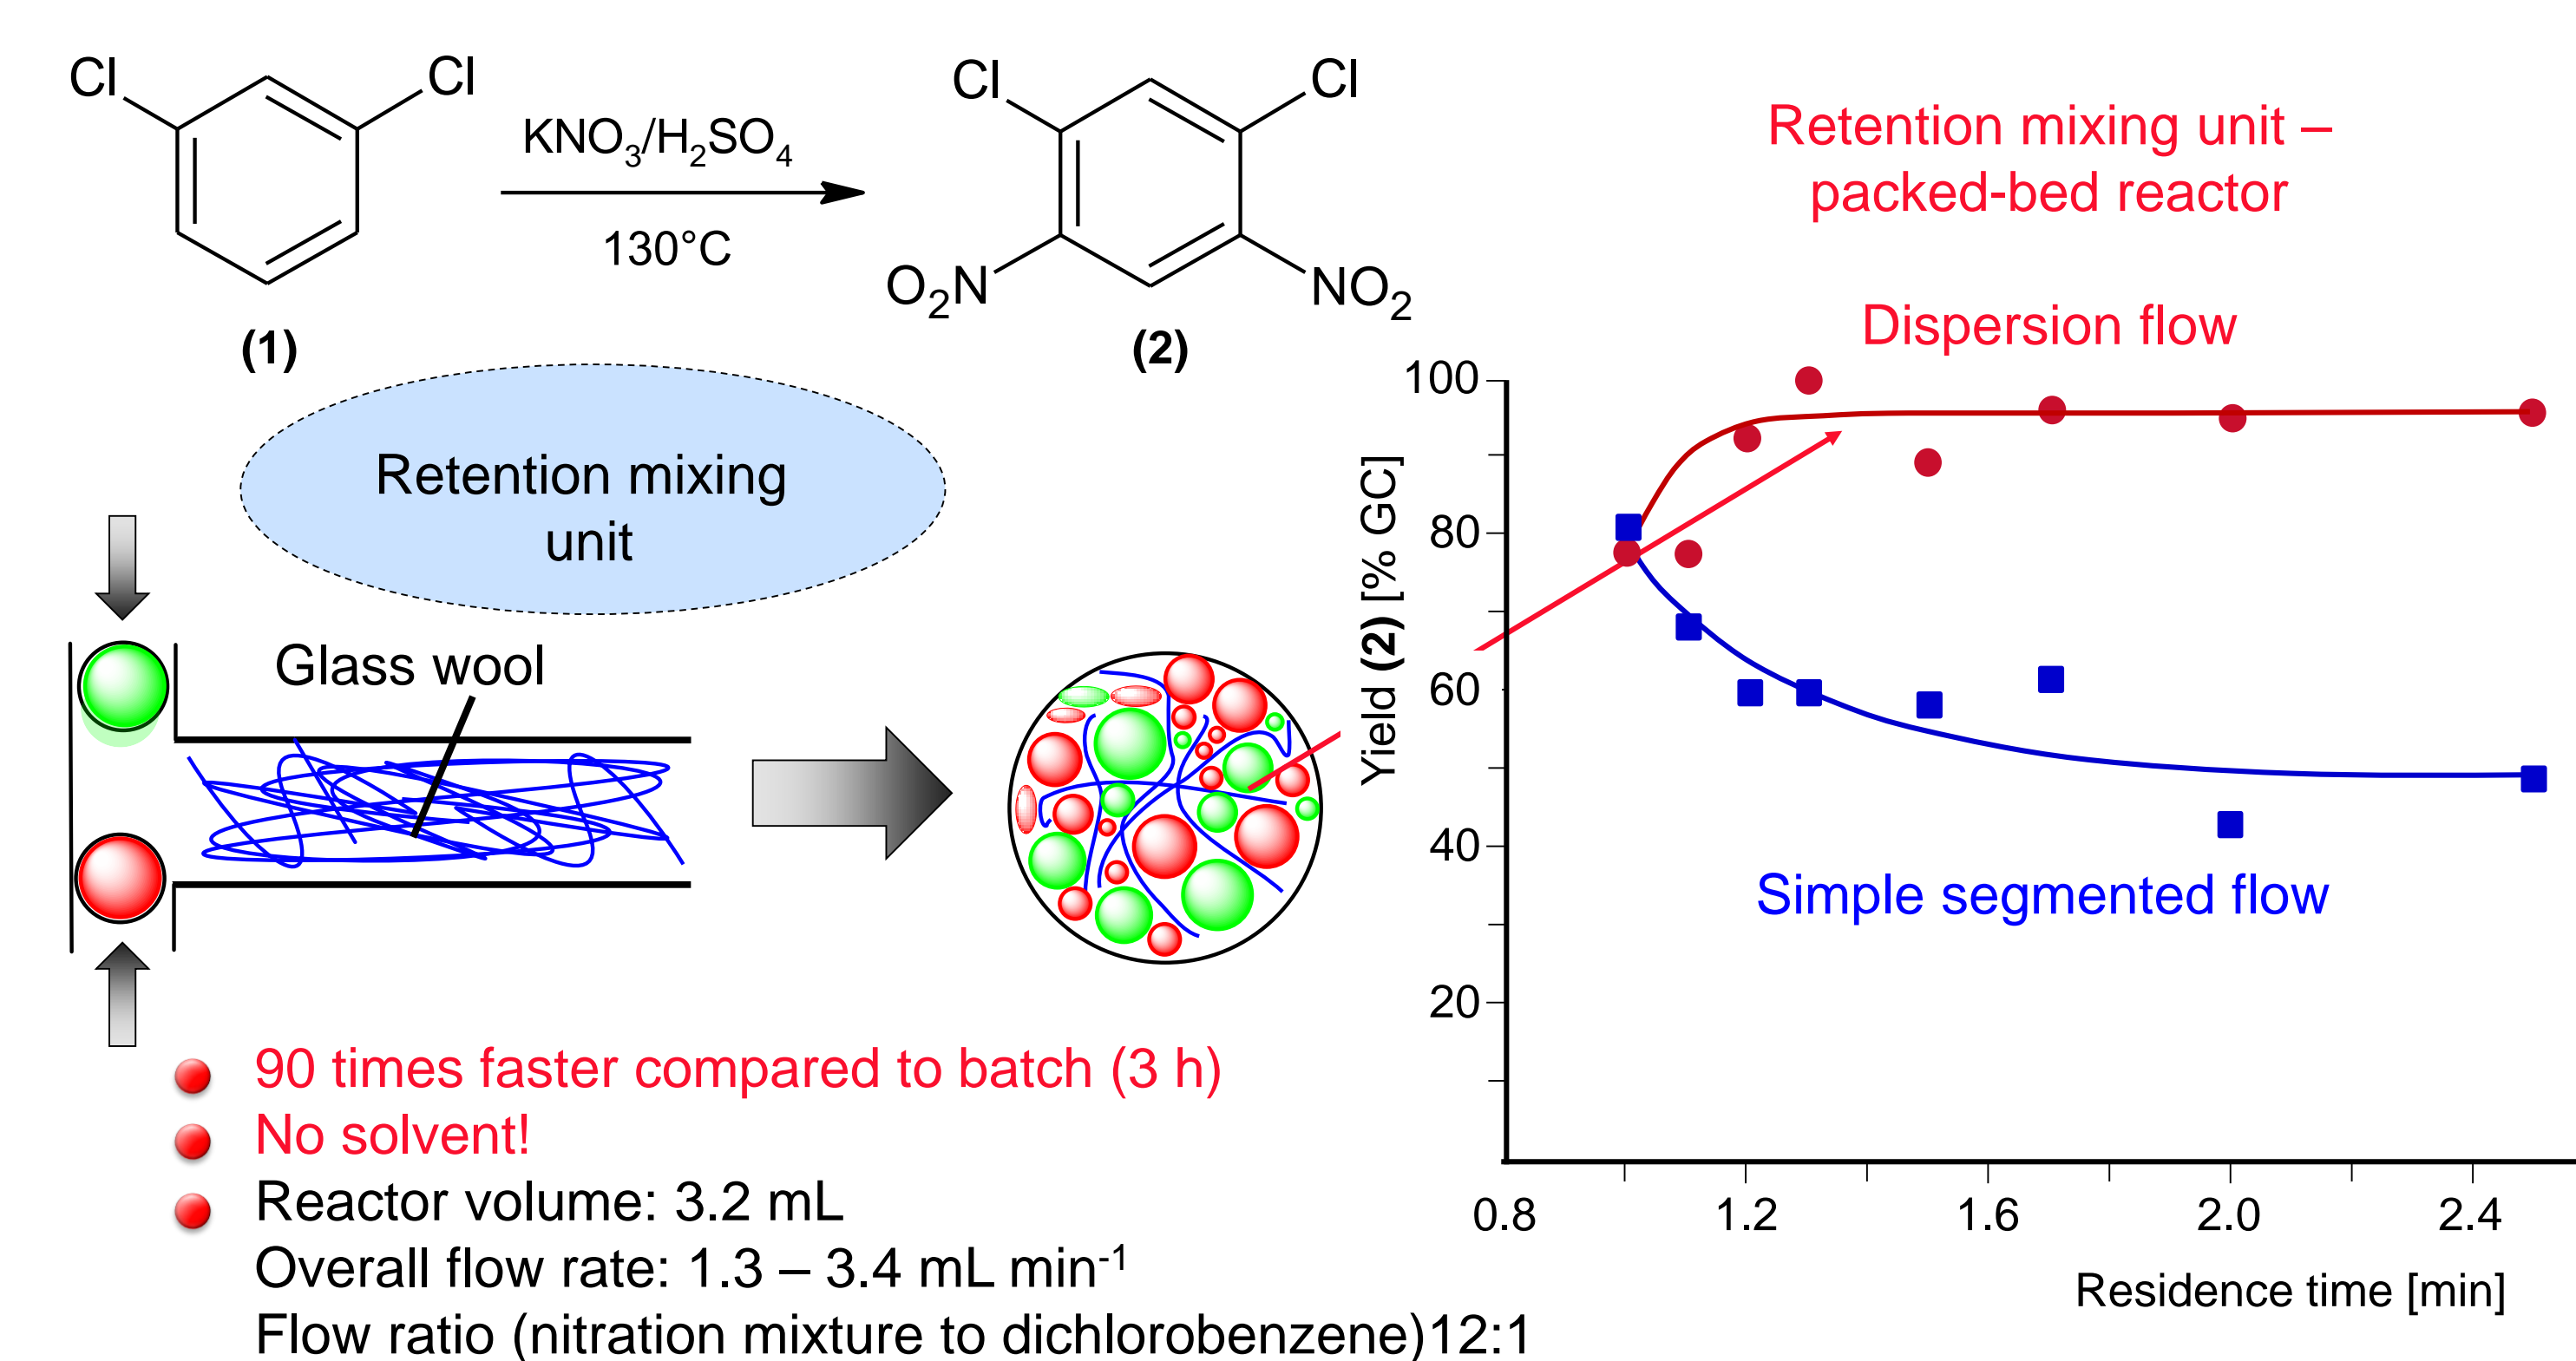 Cl
Cl
KNO3/H2SO4
130°C
(1)
Cl
Cl
O2N
NO2
(2)
Retention mixing
unit
Glass wool
90 times faster compared to batch (3 h)
No solvent!
Reactor volume: 3.2 mL
Overall flow rate: 1.3 – 3.4 mL min-1
Flow ratio (nitration mixture to dichlorobenzene)12:1
Retention mixing unit –
packed-bed reactor
Dispersion flow
Yield (2) [% GC]
100
80
60
40
20
Simple segmented flow
0.8
1.2
1.6
2.0
2.4
Residence time [min]